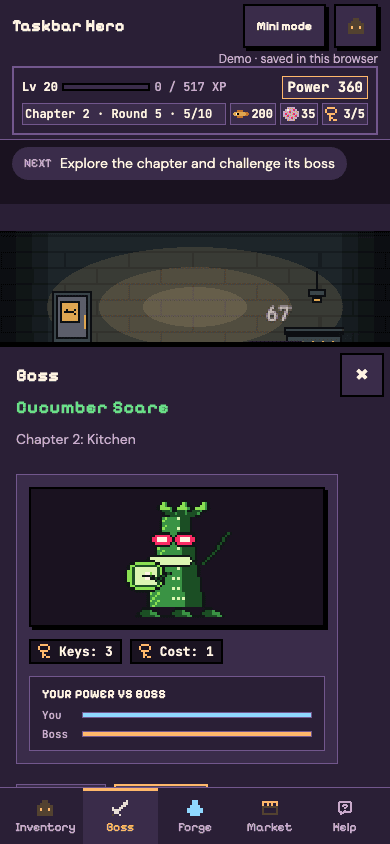 Taskbar Hero
Mini mode
Demo · saved in this browser
Lv 20
0 / 517 XP
Power 360
Chapter 2 · Round 5 · 5/10
200
35
3/5
NEXT
Explore the chapter and challenge its boss
67
Boss
×
Cucumber Scare
Chapter 2: Kitchen
Keys: 3
Cost: 1
YOUR POWER VS BOSS
You
Boss
Inventory
Boss
Forge
Market
Help